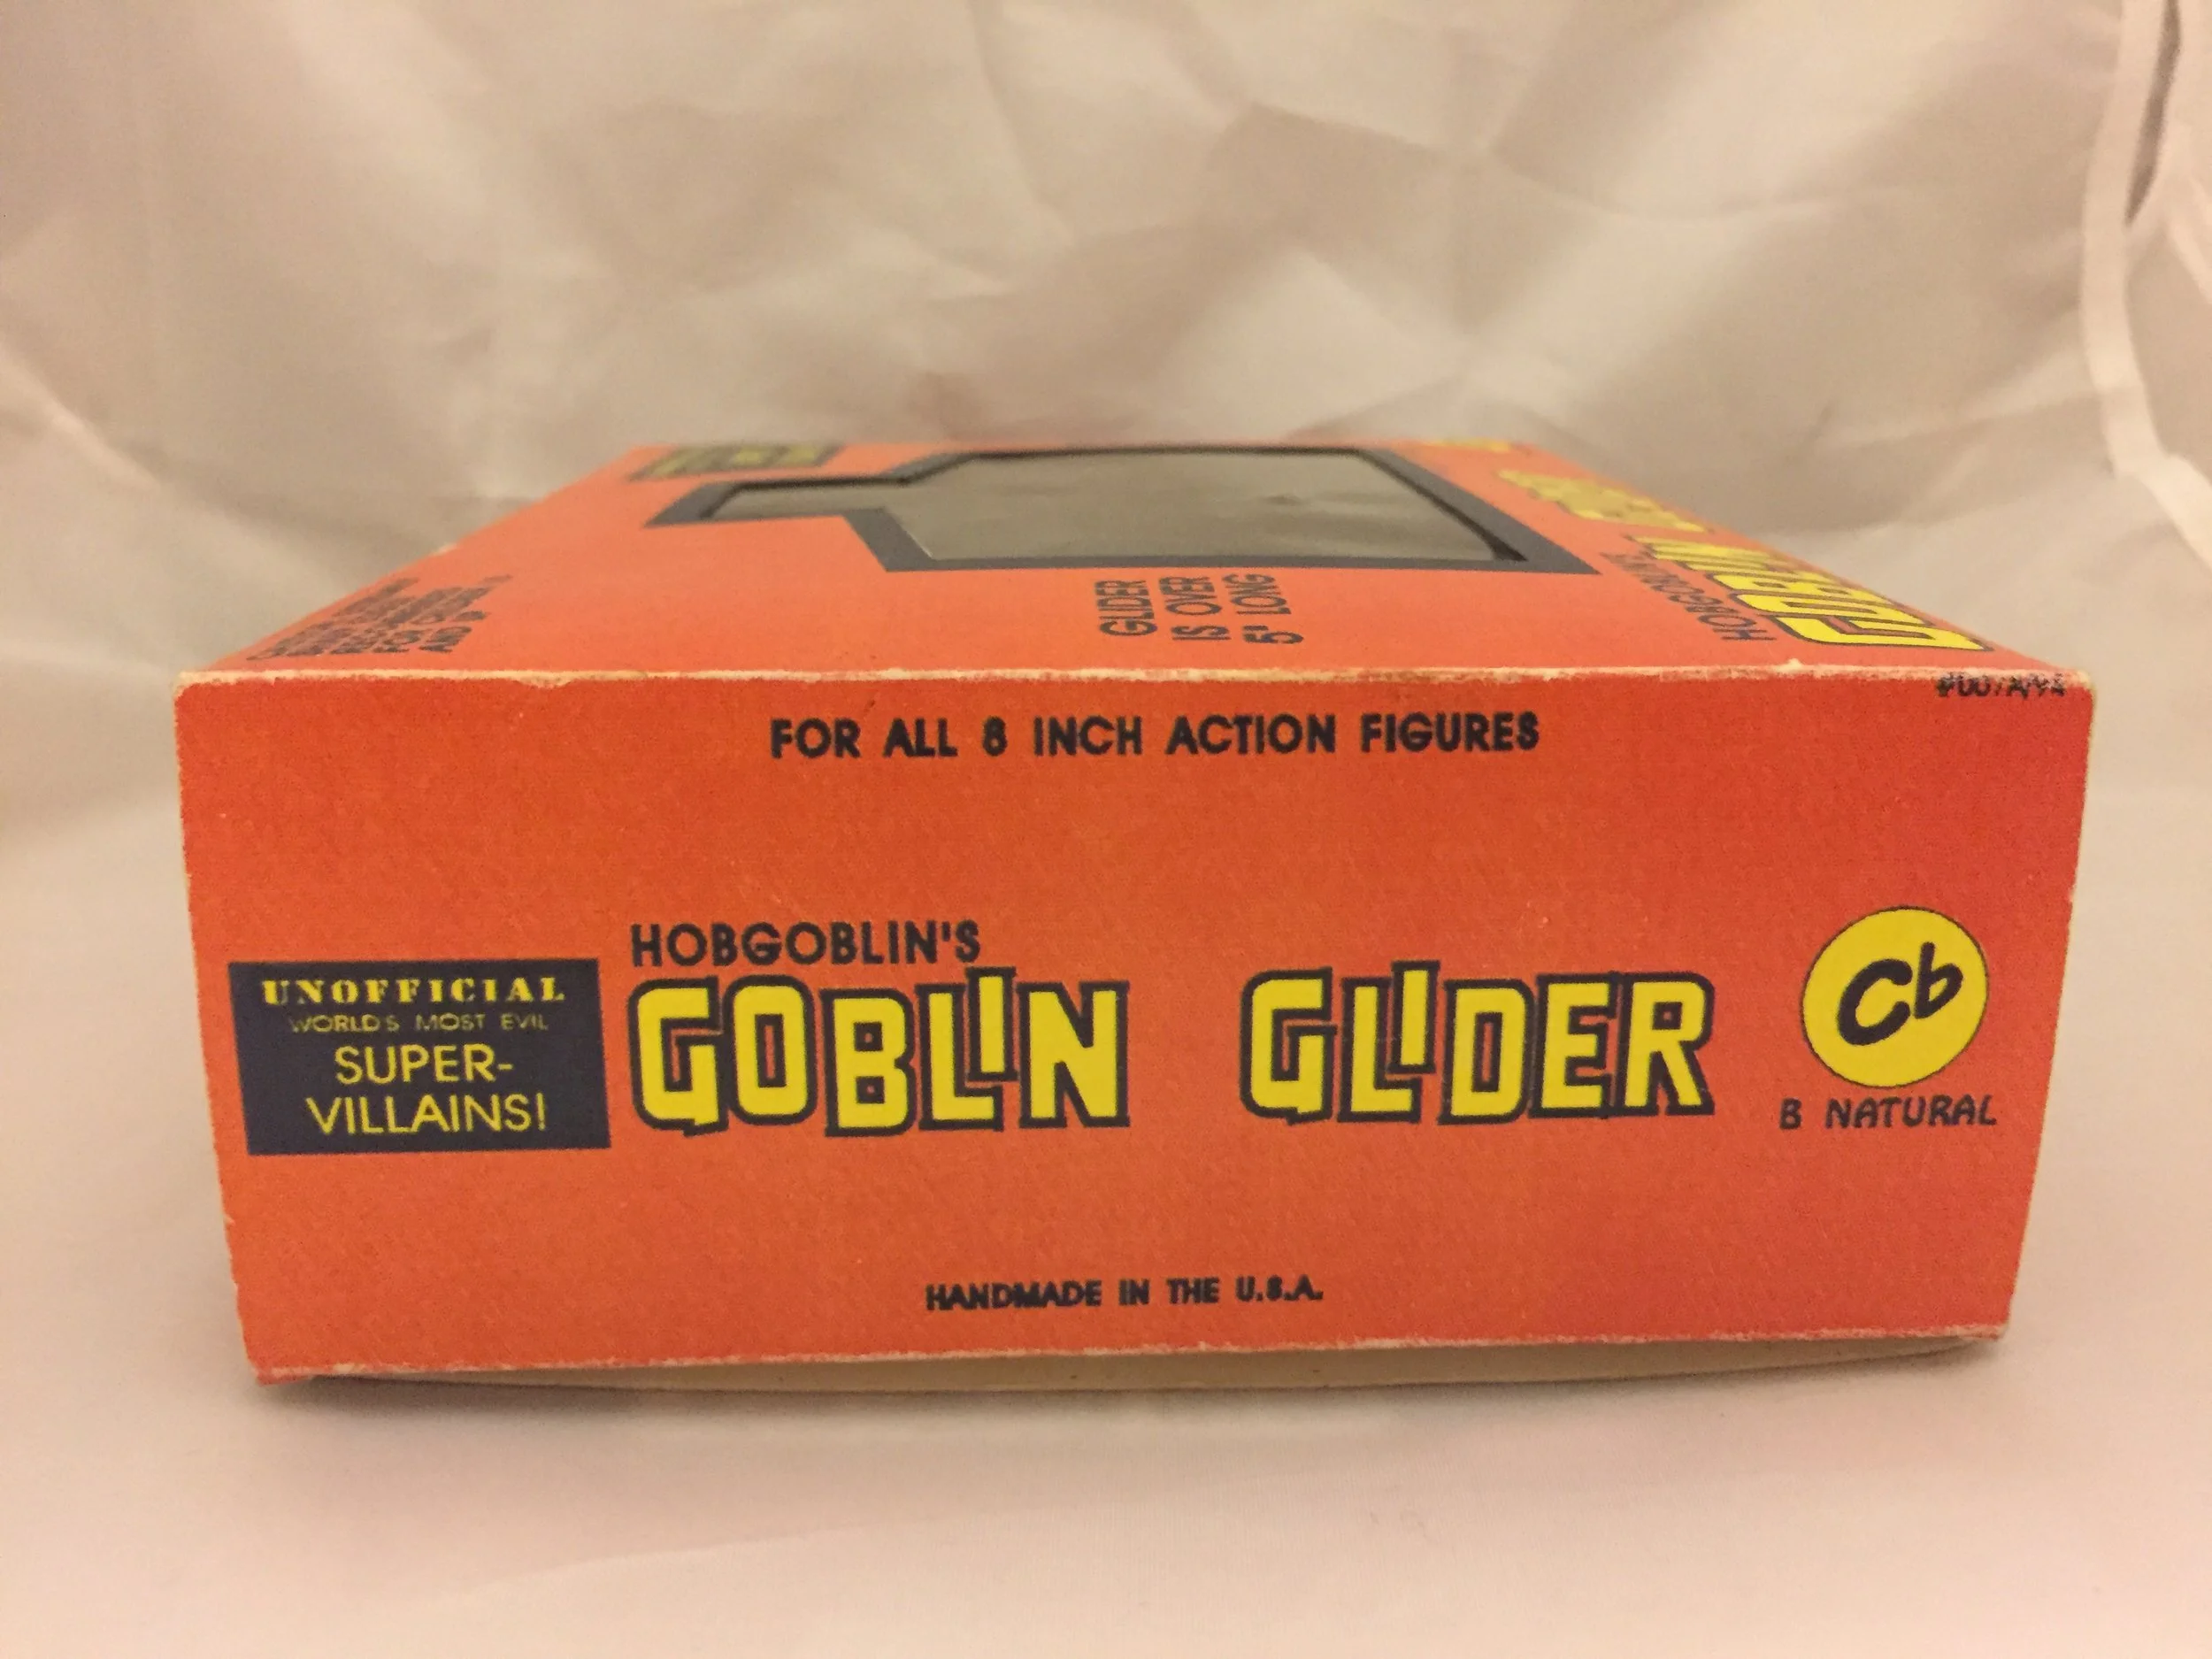 GLIDER
IS OVER
5" LONG
HOBGOBLIN'S
GOBLIN
FOR ALL 8 INCH ACTION FIGURES
HOBGOBLIN'S
GOBLIN GLIDER
UNOFFICIAL
WORLD'S MOST EVIL
SUPER-
VILLAINS!
Cb
B NATURAL
HANDMADE IN THE U.S.A.